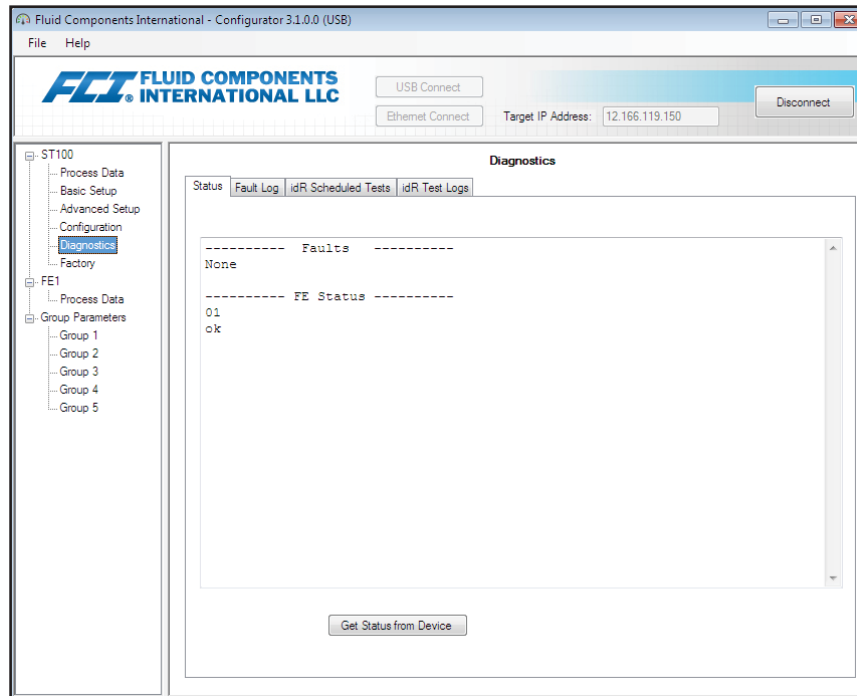 Fluid Components International - Configurator 3.1.0.0 (USB)
File Help
FCI® FLUID COMPONENTS
INTERNATIONAL LLC
USB Connect
Ethernet Connect
Target IP Address: 12.166.119.150
Disconnect
ST100
Process Data
Basic Setup
Advanced Setup
Configuration
Diagnostics
Factory
FE1
Process Data
Group Parameters
Group 1
Group 2
Group 3
Group 4
Group 5
Diagnostics
Status Fault Log idR Scheduled Tests idR Test Logs
---------- Faults ----------
None
---------- FE Status ----------
01
ok
Get Status from Device